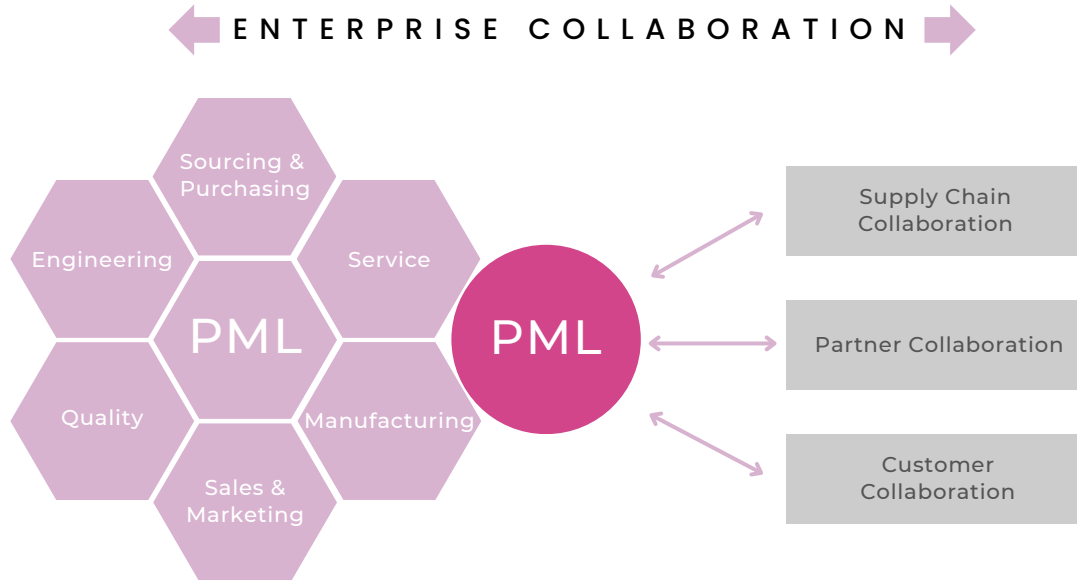 ENTERPRISE COLLABORATION
Sourcing &
Purchasing
Engineering
Service
PML
PML
Quality
Manufacturing
Sales &
Marketing
Supply Chain
Collaboration
Partner Collaboration
Customer
Collaboration